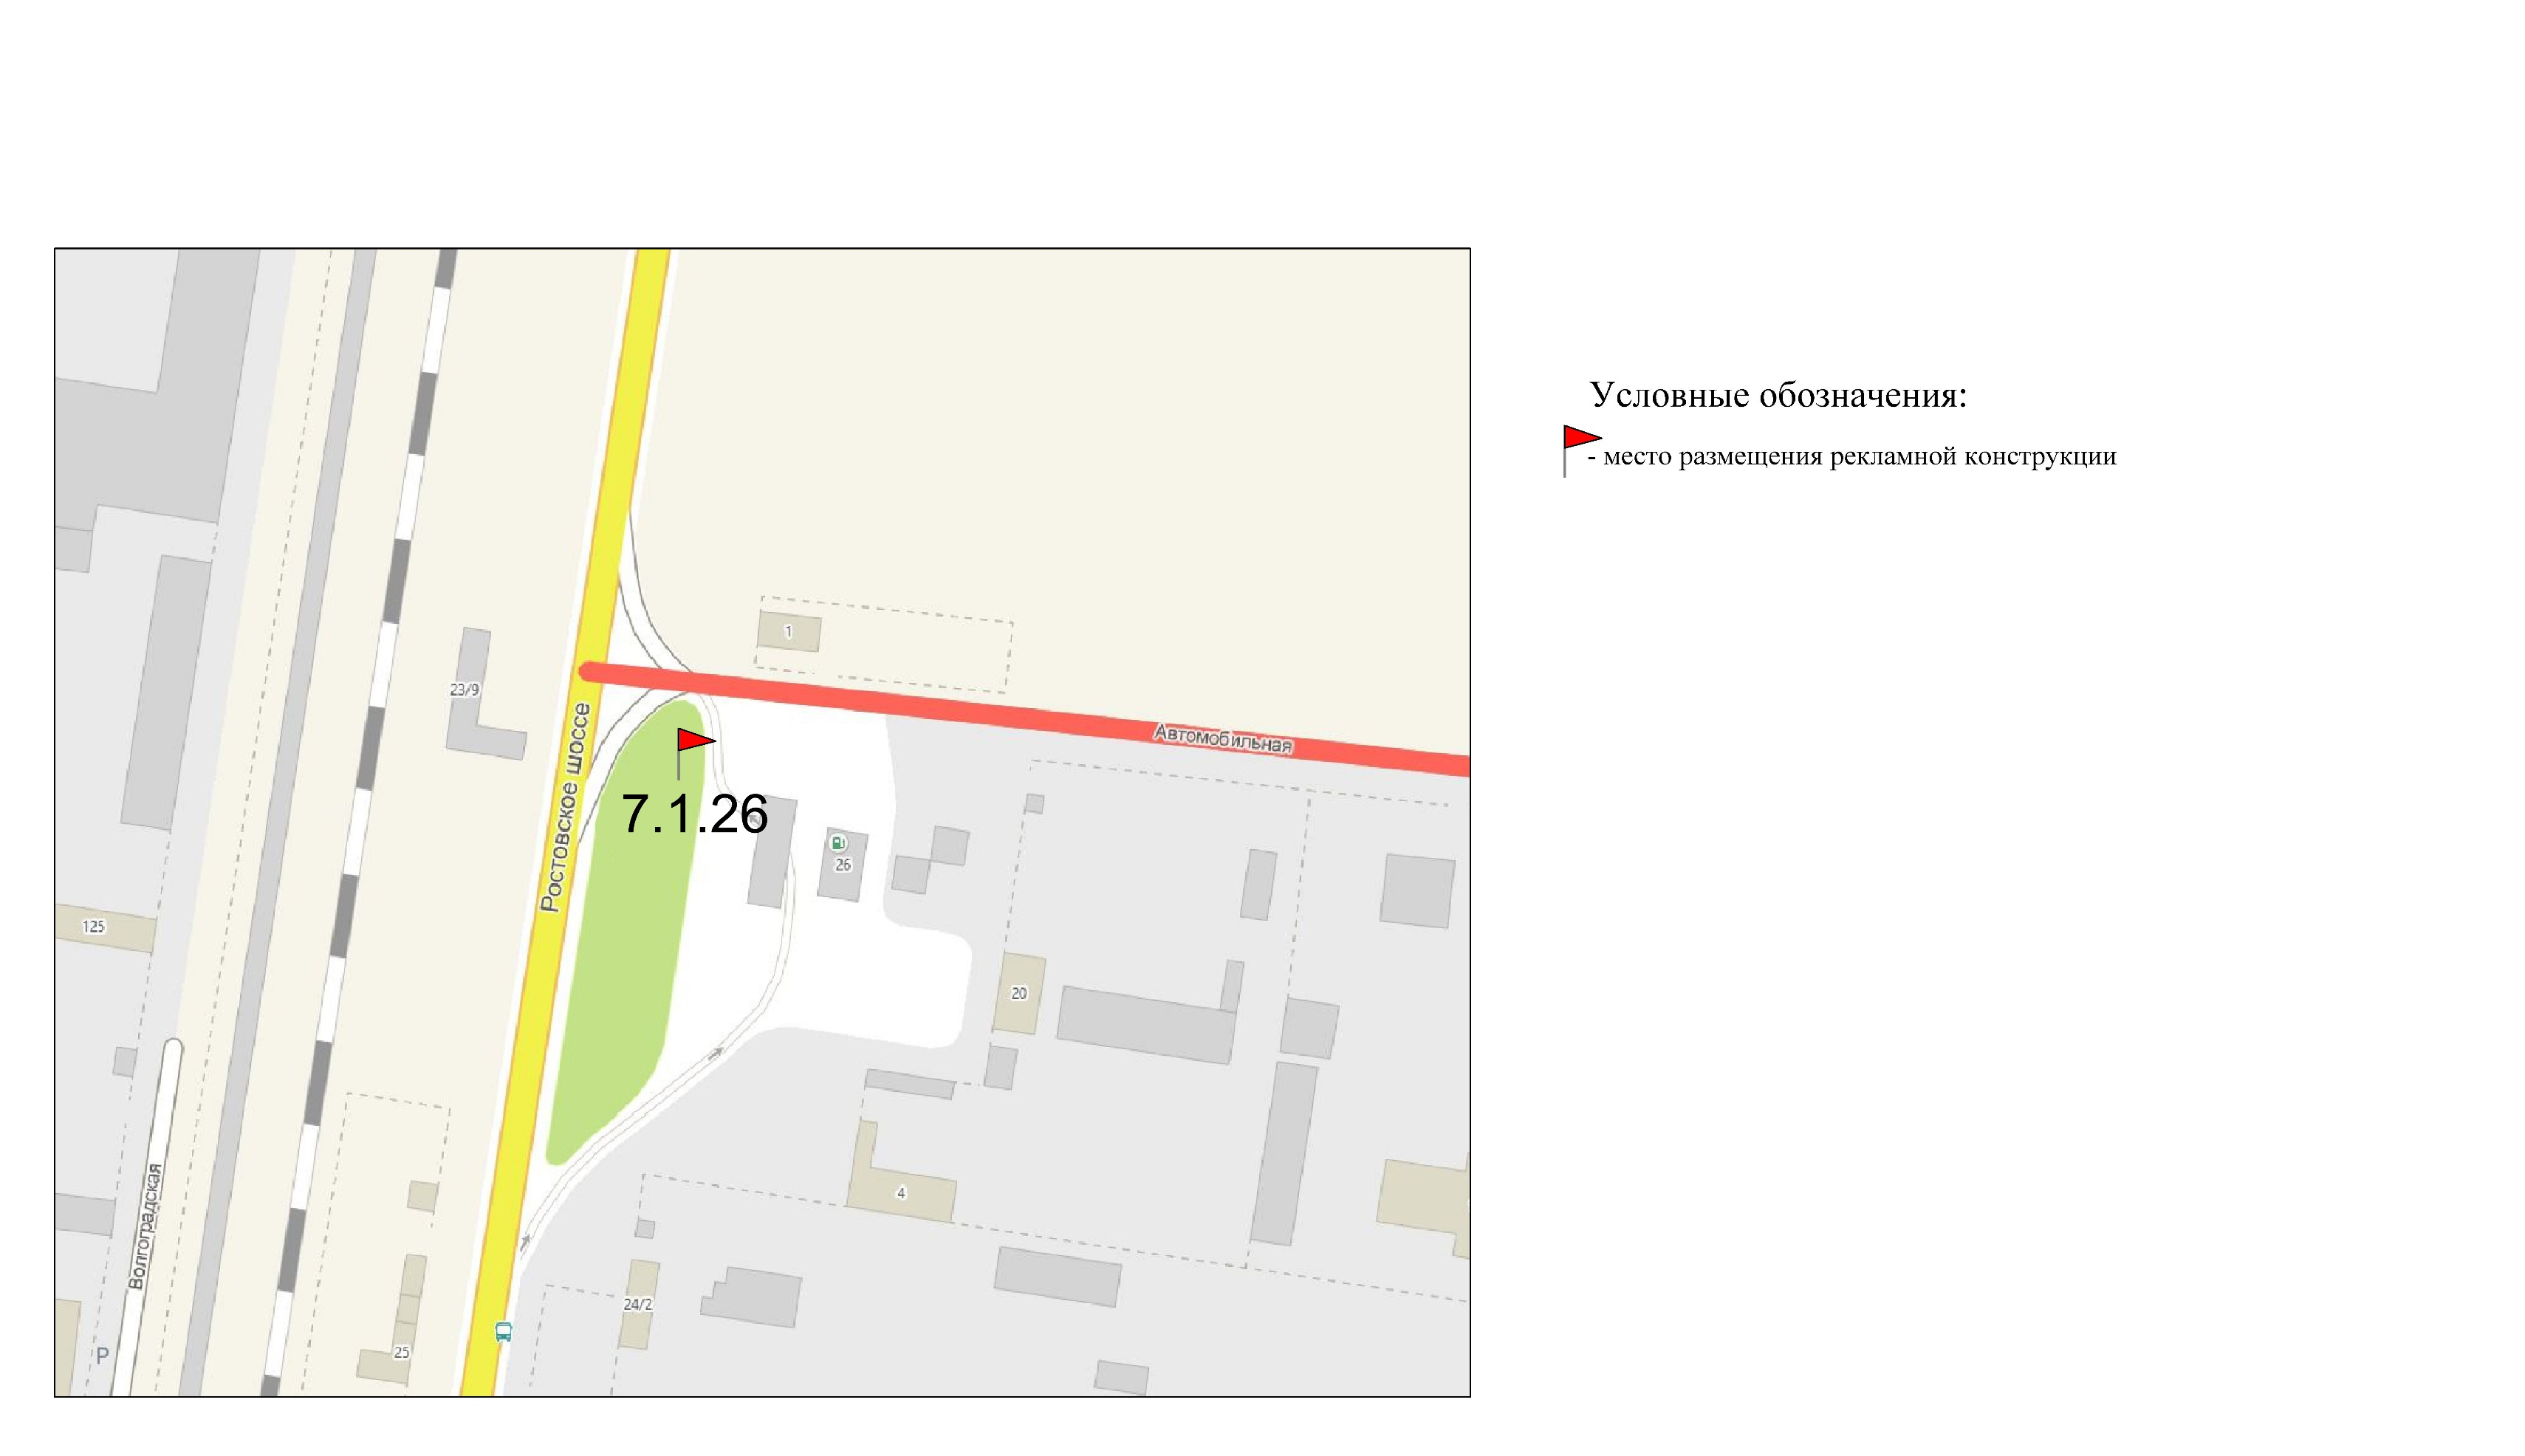 Условные обозначения:
- место размещения рекламной конструкции
1
23/9
Автомобильная
Ростовское шоссе
7.1.26
26
125
20
4
Волгоградская
24/2
25
P